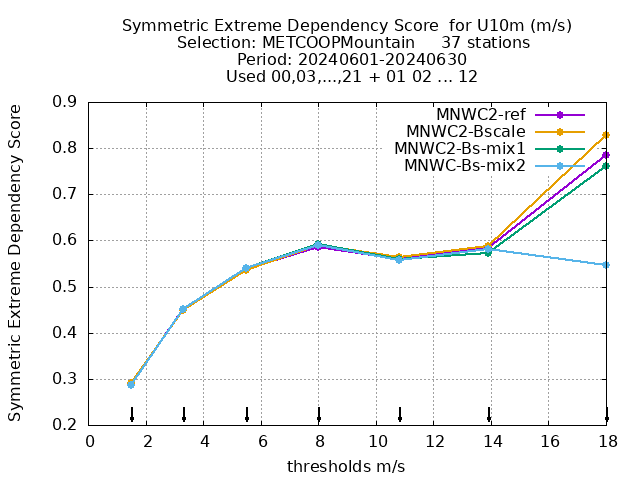 Symmetric Extreme Dependency Score  for U10m (m/s)
Selection: METCOOPMountain     37 stations
Period: 20240601-20240630
Used 00,03,...,21 + 01 02 ... 12
Symmetric Extreme Dependency Score
0.9
0.8
0.7
0.6
0.5
0.4
0.3
0.2
MNWC2-ref
MNWC2-Bscale
MNWC2-Bs-mix1
MNWC-Bs-mix2
0 2 4 6 8 10 12 14 16 18
thresholds m/s